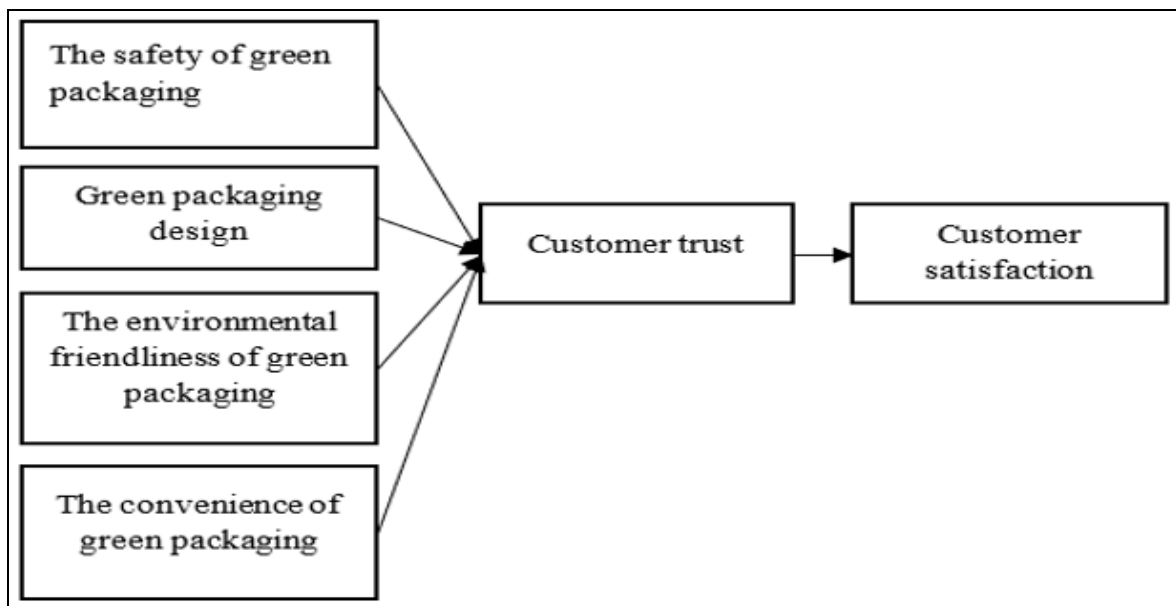 The safety of green
packaging
Green packaging
design
The environmental
friendliness of green
packaging
The convenience of
green packaging
Customer trust
Customer
satisfaction